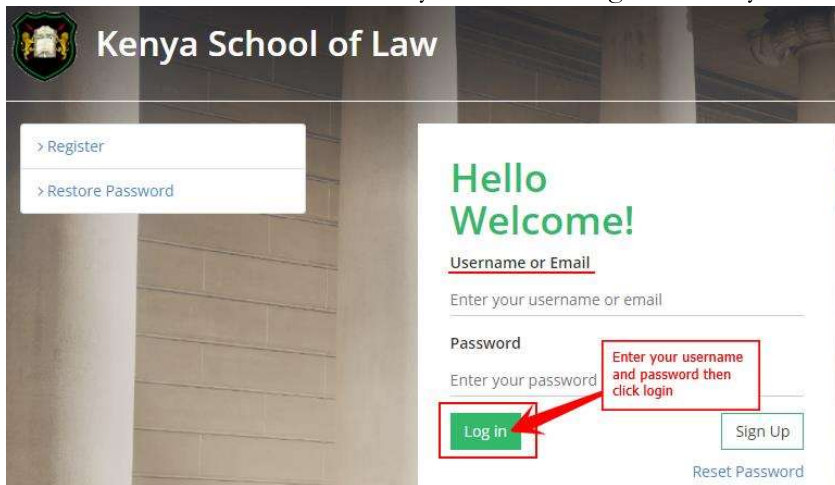 Kenya School of Law
> Register
> Restore Password
Hello
Welcome!
Username or Email
Enter your username or email
Password
Enter your password
Enter your username
and password then
click login
Log in
Sign Up
Reset Password